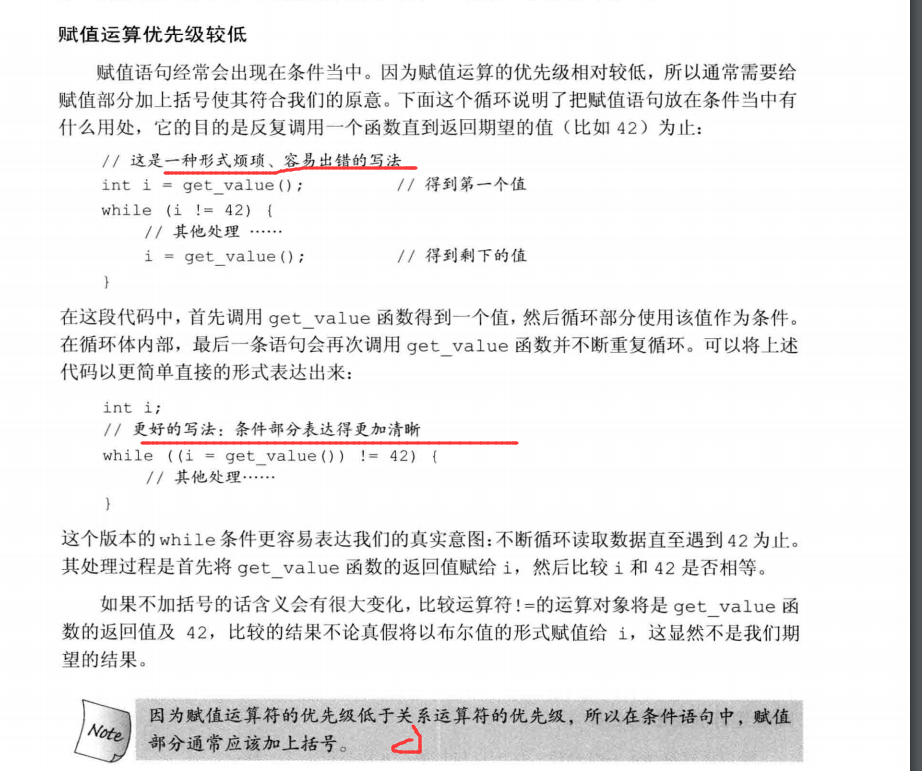 赋值运算优先级较低
赋值语句经常会出现在条件当中。因为赋值运算的优先级相对较低，所以通常需要给
赋值部分加上括号使其符合我们的原意。下面这个循环说明了把赋值语句放在条件当中有
什么用处，它的目的是反复调用一个函数直到返回期望的值（比如 42）为止：
// 这是一种形式烦琐、容易出错的写法
int i = get_value();          // 得到第一个值
while (i != 42) {
    // 其他处理 ……
    i = get_value();          // 得到剩下的值
}
在这段代码中，首先调用 get_value 函数得到一个值，然后循环部分使用该值作为条件。
在循环体内部，最后一条语句会再次调用 get_value 函数并不断重复循环。可以将上述
代码以更简单直接的形式表达出来：
int i;
// 更好的写法：条件部分表达得更加清晰
while ((i = get_value()) != 42) {
    // 其他处理……
}
这个版本的 while 条件更容易表达我们的真实意图：不断循环读取数据直至遇到 42 为止。
其处理过程是首先将 get_value 函数的返回值赋给 i，然后比较 i 和 42 是否相等。
如果不加括号的话含义会有很大变化，比较运算符!=的运算对象将是 get_value 函
数的返回值及 42，比较的结果不论真假将以布尔值的形式赋值给 i，这显然不是我们期
望的结果。
Note
因为赋值运算符的优先级低于关系运算符的优先级，所以在条件语句中，赋值
部分通常应该加上括号。